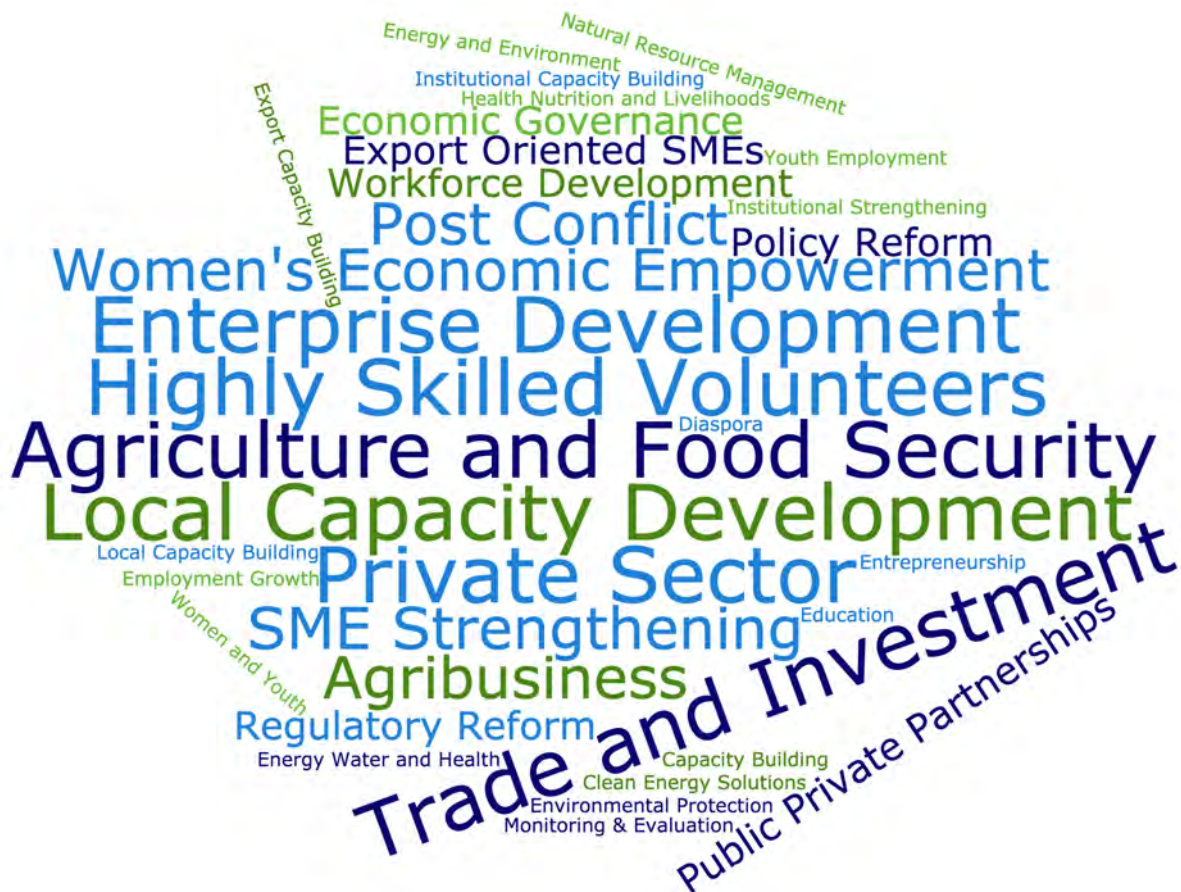 Natural Resource Management
Energy and Environment
Institutional Capacity Building
Health Nutrition and Livelihoods
Export Capacity Building
Economic Governance
Export Oriented SMEs
Youth Employment
Workforce Development
Post Conflict
Institutional Strengthening
Policy Reform
Women's Economic Empowerment
Enterprise Development
Highly Skilled Volunteers
Diaspora
Agriculture and Food Security
Local Capacity Development
Local Capacity Building
Private Sector
Entrepreneurship
Employment Growth
Women and Youth
SME Strengthening
Education
Trade and Investment
Agribusiness
Public Private Partnerships
Regulatory Reform
Energy Water and Health
Capacity Building
Clean Energy Solutions
Environmental Protection
Monitoring & Evaluation